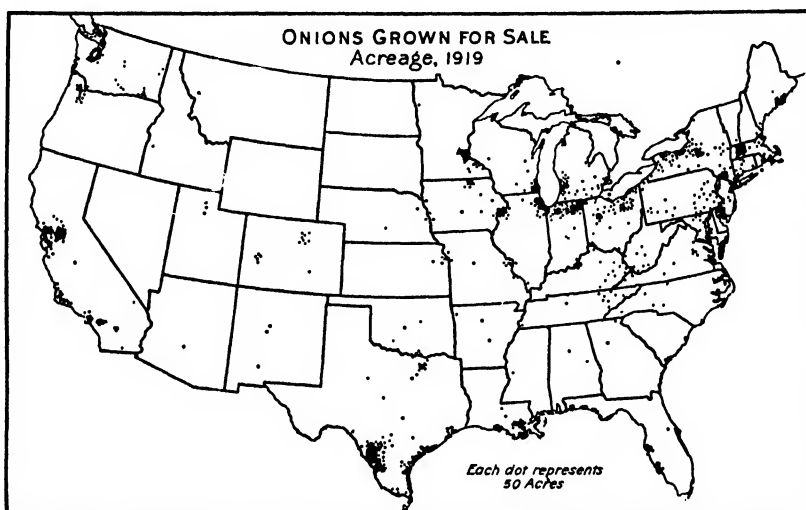 ONIONS GROWN FOR SALE
Acreage, 1919
Each dot represents
50 Acres